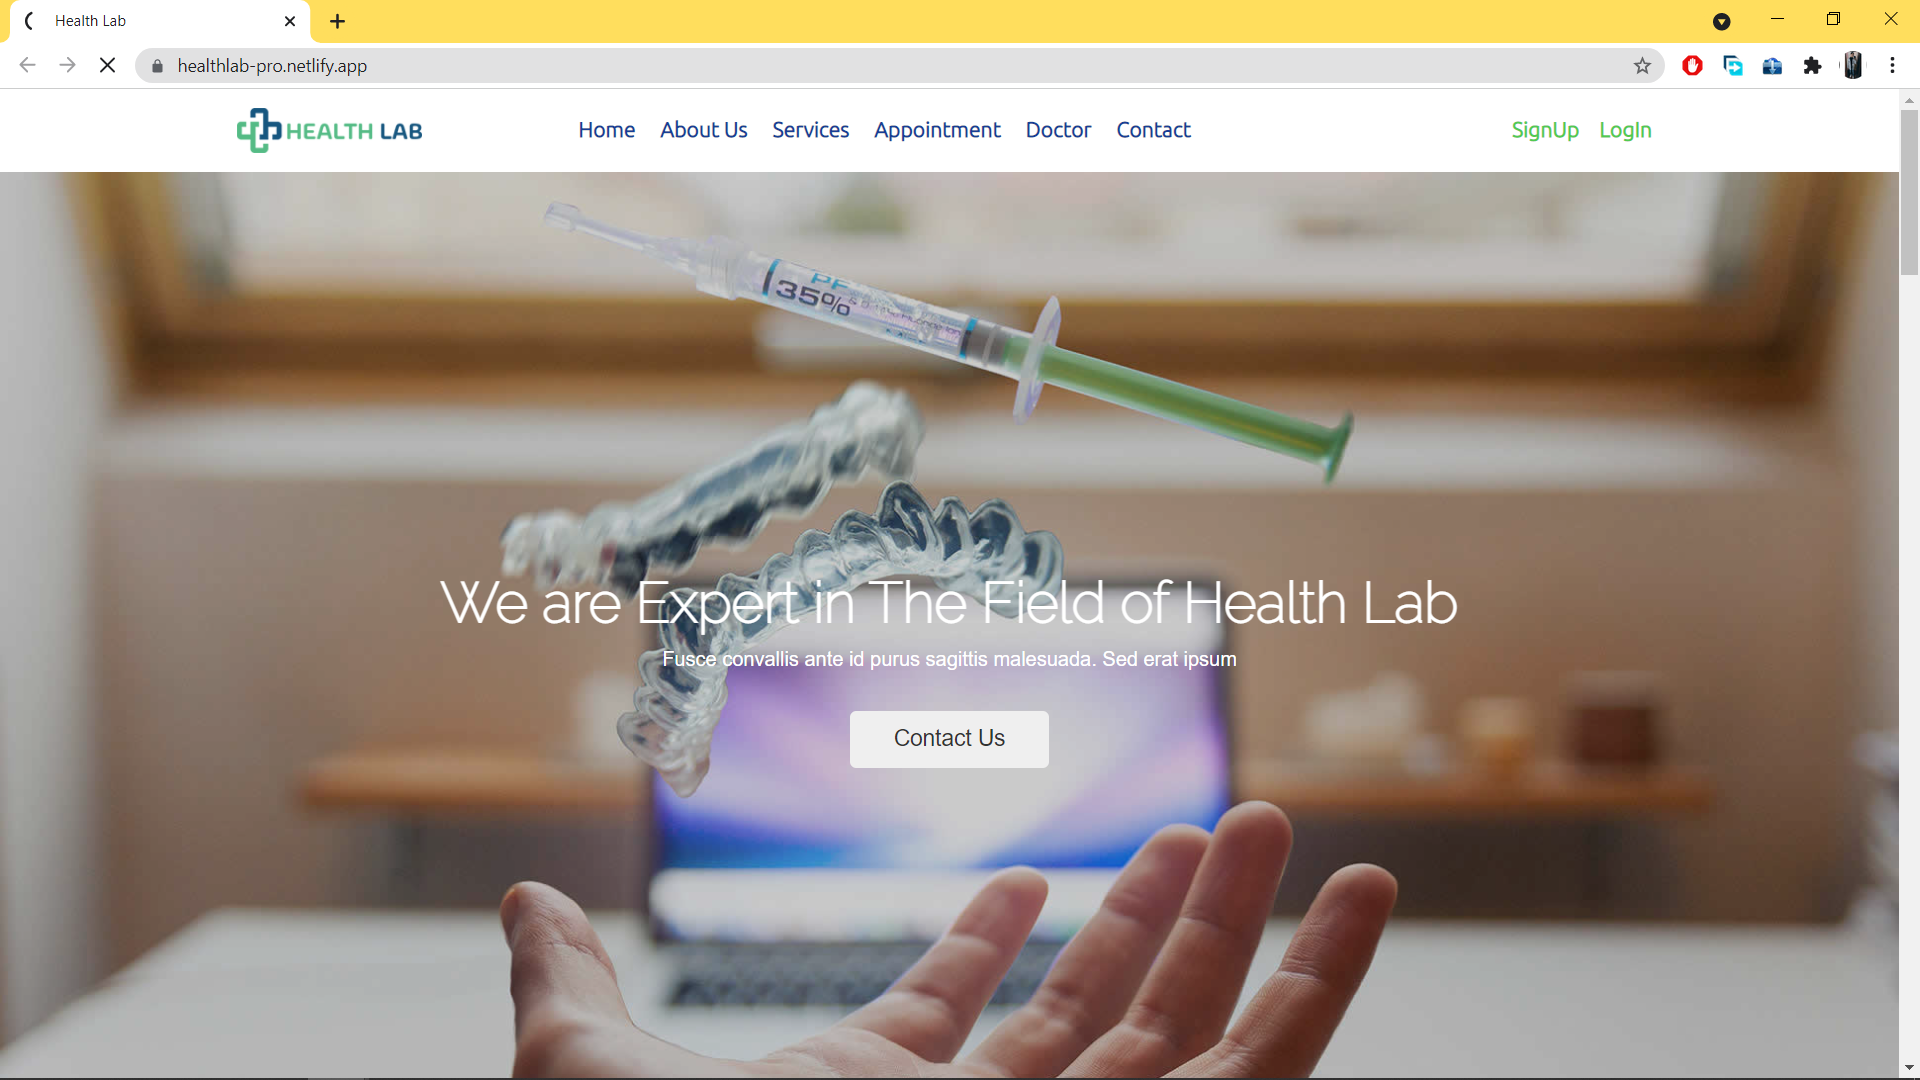 Health Lab
healthlab-pro.netlify.app
HEALTH LAB
Home About Us Services Appointment Doctor Contact
SignUp LogIn
PF
35%
We are Expert in The Field of Health Lab
Fusce convallis ante id purus sagittis malesuada. Sed erat ipsum
Contact Us